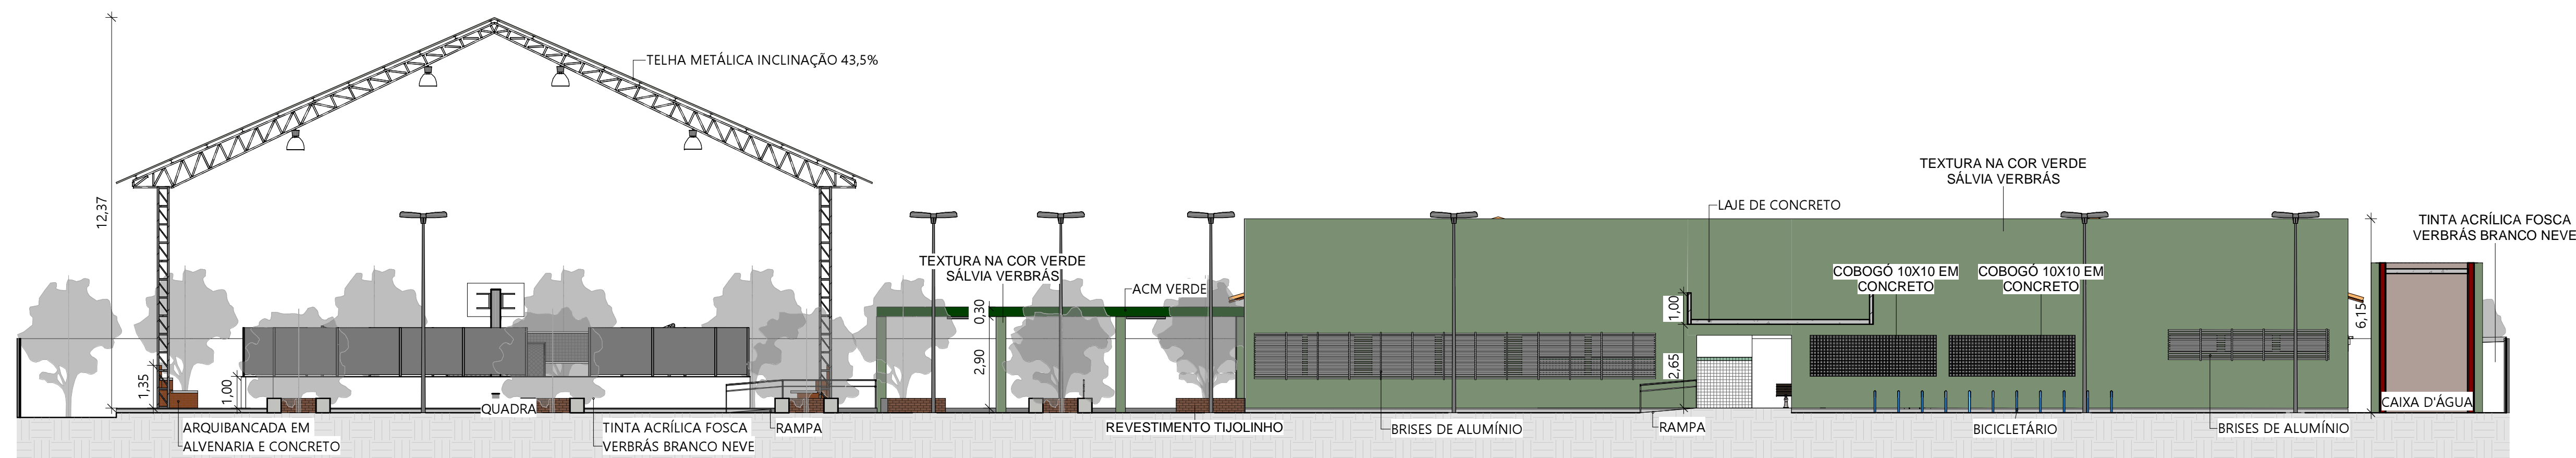 TELHA METÁLICA INCLINAÇÃO 43,5%
12,37
1,35
1,00
QUADRA
ARQUIBANCADA EM
ALVENARIA E CONCRETO
TINTA ACRÍLICA FOSCA
VERBRÁS BRANCO NEVE
RAMPA
TEXTURA NA COR VERDE
SÁLVIA VERBRÁS
ACM VERDE
0,30
2,90
REVESTIMENTO TIJOLINHO
BRISES DE ALUMÍNIO
LAJE DE CONCRETO
1,00
2,65
RAMPA
TEXTURA NA COR VERDE
SÁLVIA VERBRÁS
COBOGÓ 10X10 EM
CONCRETO
COBOGÓ 10X10 EM
CONCRETO
BICICLETÁRIO
BRISES DE ALUMÍNIO
6,15
CAIXA D'ÁGUA
TINTA ACRÍLICA FOSCA
VERBRÁS BRANCO NEVE